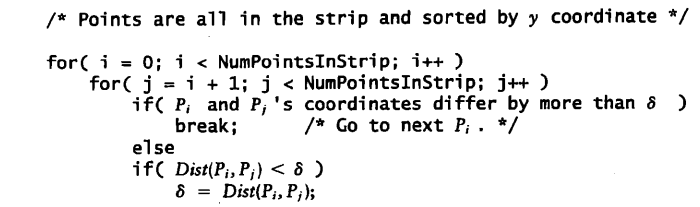 /* Points are all in the strip and sorted by y coordinate */
for( i = 0; i < NumPointsInStrip; i++ )
for( j = i + 1; j < NumPointsInStrip; j++ )
if( Pi and Pj's coordinates differ by more than δ )
break; /* Go to next Pi. */
else
if( Dist(Pi, Pj) < δ )
δ = Dist(Pi, Pj);